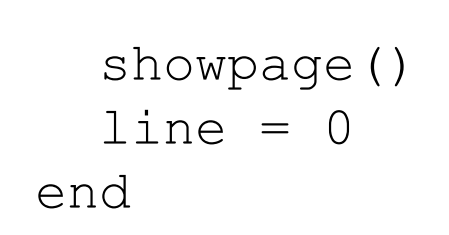 showpage()
  line = 0
end